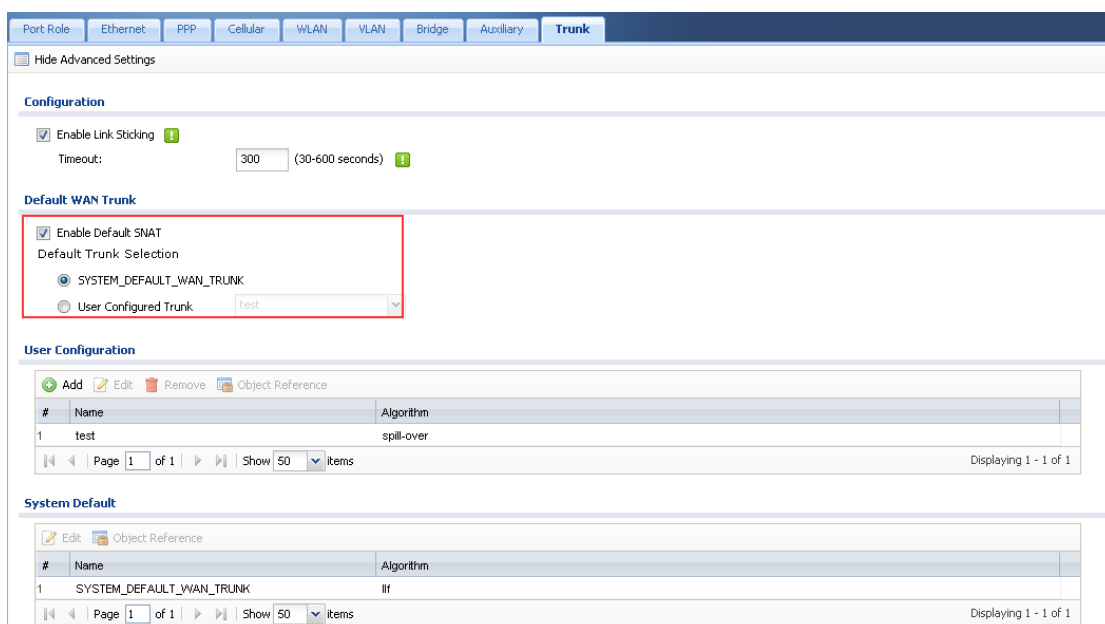 Port Role Ethernet PPP Cellular WLAN VLAN Bridge Auxiliary Trunk
Hide Advanced Settings
Configuration
Enable Link Sticking
Timeout: 300 (30-600 seconds)
Default WAN Trunk
Enable Default SNAT
Default Trunk Selection
SYSTEM_DEFAULT_WAN_TRUNK
User Configured Trunk test
User Configuration
Add Edit Remove Object Reference
# Name Algorithm
1 test spill-over
Page 1 of 1 Show 50 items Displaying 1 - 1 of 1
System Default
Edit Object Reference
# Name Algorithm
1 SYSTEM_DEFAULT_WAN_TRUNK llf
Page 1 of 1 Show 50 items Displaying 1 - 1 of 1